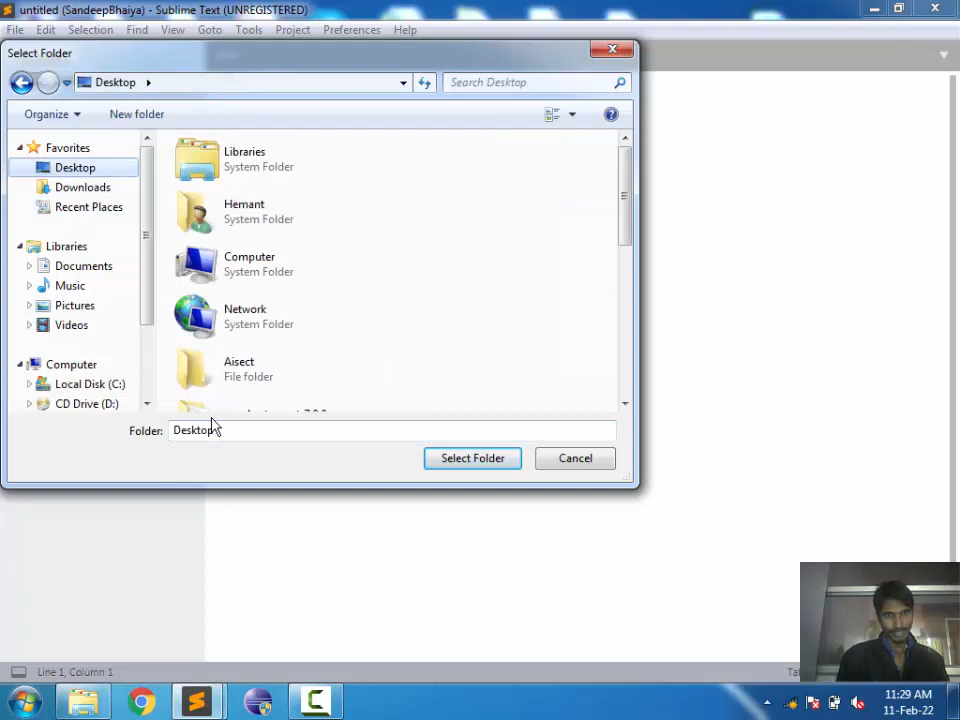 untitled (SandeepBhaiya) - Sublime Text (UNREGISTERED)
File Edit Selection Find View Goto Tools Project Preferences Help
Select Folder
Desktop
Search Desktop
Organize New folder
Favorites
Desktop
Downloads
Recent Places
Libraries
Documents
Music
Pictures
Videos
Computer
Local Disk (C:)
CD Drive (D:)
Libraries
System Folder
Hemant
System Folder
Computer
System Folder
Network
System Folder
Aisect
File folder
Folder: Desktop
Select Folder Cancel
Line 1, Column 1
11:29 AM
11-Feb-22